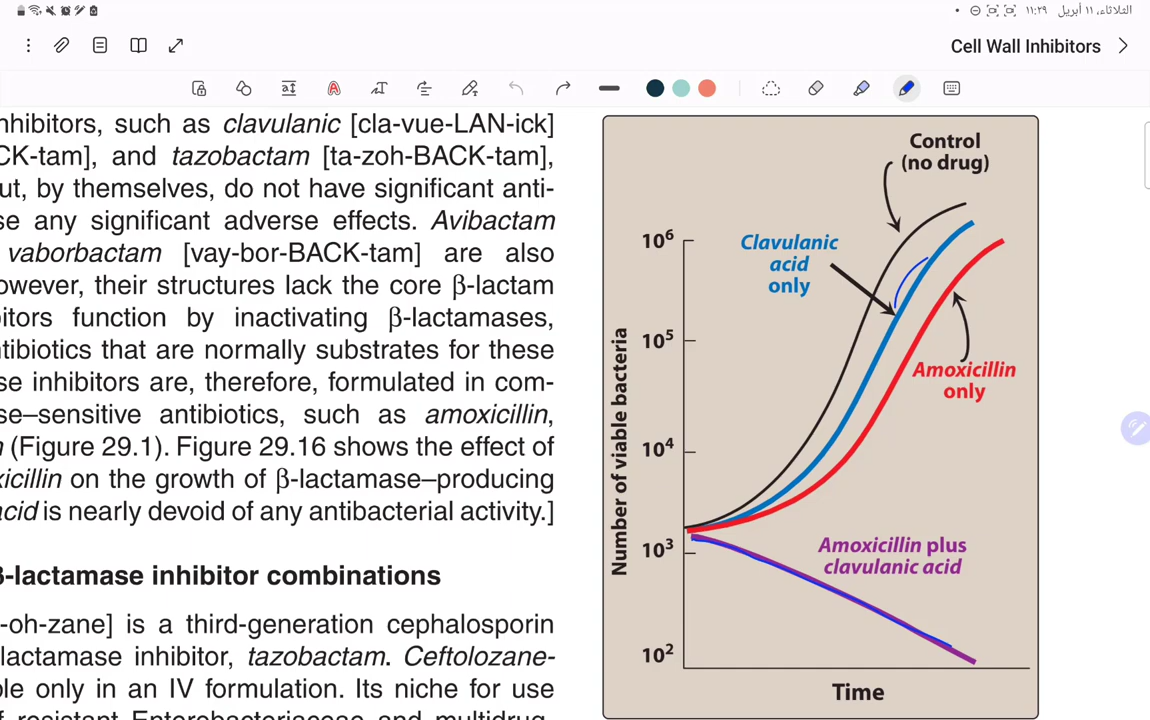 الثلاثاء، ١١ أبريل ١١:٢٩
Cell Wall Inhibitors
nhibitors, such as clavulanic [cla-vue-LAN-ick]
CK-tam], and tazobactam [ta-zoh-BACK-tam],
ut, by themselves, do not have significant anti-
se any significant adverse effects. Avibactam
vaborbactam [vay-bor-BACK-tam] are also
owever, their structures lack the core β-lactam
bitors function by inactivating β-lactamases,
ntibiotics that are normally substrates for these
se inhibitors are, therefore, formulated in com-
se–sensitive antibiotics, such as amoxicillin,
n (Figure 29.1). Figure 29.16 shows the effect of
xicillin on the growth of β-lactamase–producing
acid is nearly devoid of any antibacterial activity.]
β-lactamase inhibitor combinations
-oh-zane] is a third-generation cephalosporin
lactamase inhibitor, tazobactam. Ceftolozane-
ble only in an IV formulation. Its niche for use
f resistant Enterobacteriaceae and multidrug-
Control
(no drug)
Clavulanic
acid
only
Amoxicillin
only
Amoxicillin plus
clavulanic acid
Number of viable bacteria
10⁶
10⁵
10⁴
10³
10²
Time